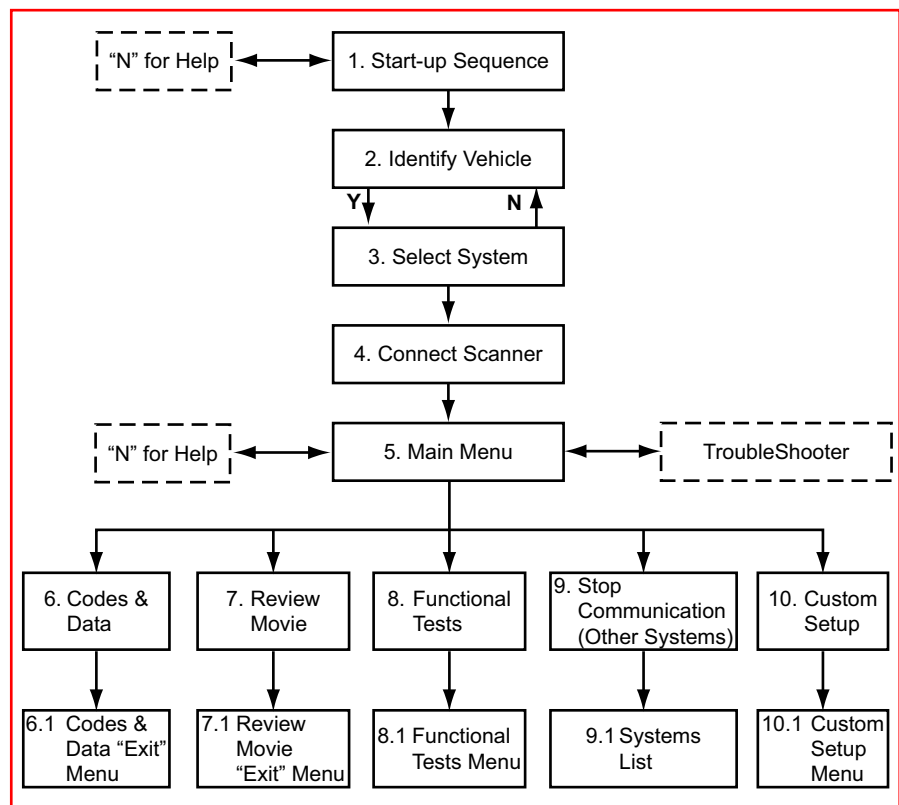 “N” for Help
1. Start-up Sequence
2. Identify Vehicle
Y
N
3. Select System
4. Connect Scanner
“N” for Help
5. Main Menu
TroubleShooter
6. Codes &
Data
7. Review
Movie
8. Functional
Tests
9. Stop
Communication
(Other Systems)
10. Custom
Setup
6.1 Codes &
Data “Exit”
Menu
7.1 Review
Movie
“Exit” Menu
8.1 Functional
Tests Menu
9.1 Systems
List
10.1 Custom
Setup
Menu